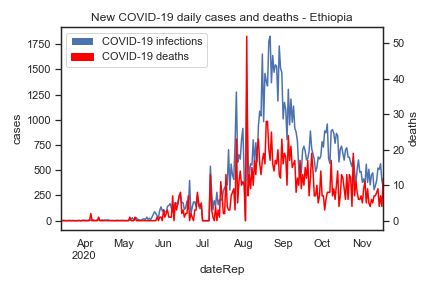 New COVID-19 daily cases and deaths - Ethiopia
COVID-19 infections
COVID-19 deaths
cases
1750
1500
1250
1000
750
500
250
0
deaths
50
40
30
20
10
0
Apr May Jun Jul Aug Sep Oct Nov
2020
dateRep